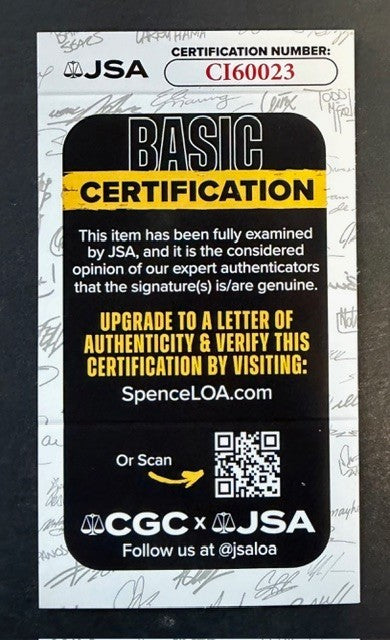 CERTIFICATION NUMBER:
JSA
CI60023
BASIC
CERTIFICATION
This item has been fully examined
by JSA, and it is the considered
opinion of our expert authenticators
that the signature(s) is/are genuine.
UPGRADE TO A LETTER OF
AUTHENTICITY & VERIFY THIS
CERTIFICATION BY VISITING:
SpenceLOA.com
Or Scan
CGC x JSA
Follow us at @jsaloa